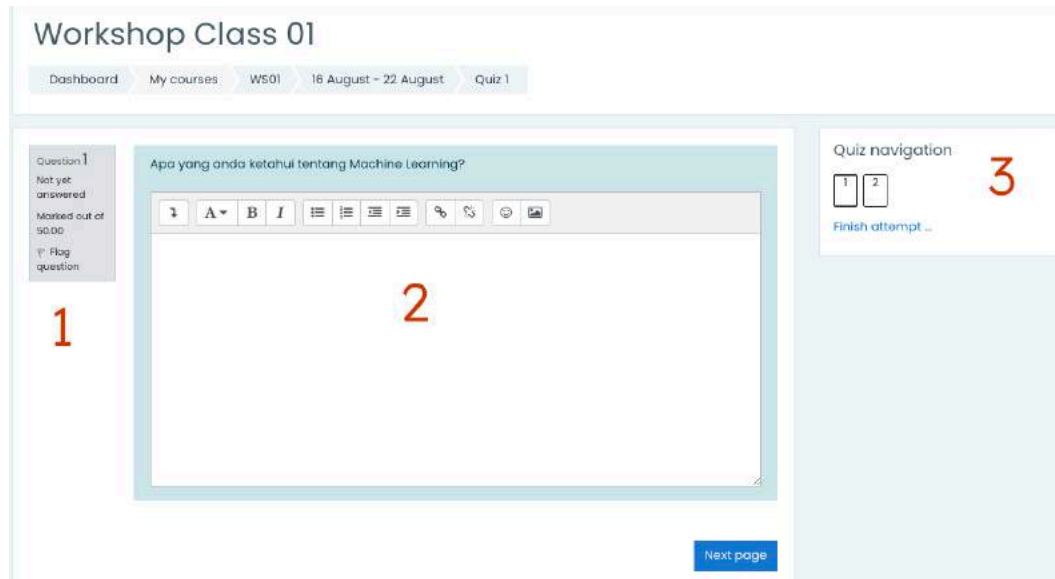 Workshop Class 01
Dashboard My courses WS01 16 August - 22 August Quiz 1
Question 1
Not yet
answered
Marked out of
50.00
Flag
question
1
Apa yang anda ketahui tentang Machine Learning?
A B I
2
Next page
Quiz navigation
1 2
Finish attempt ...
3